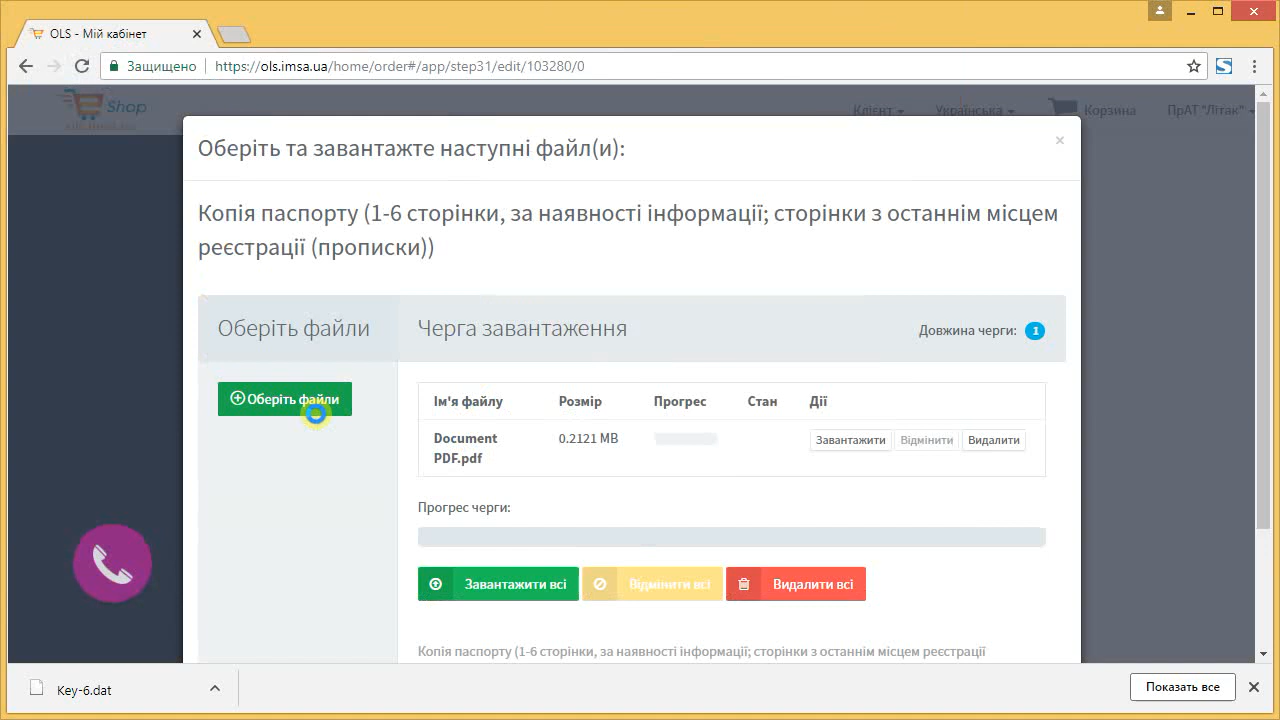 OLS - Мій кабінет
Защищено
https://ols.imsa.ua/home/order#/app/step31/edit/103280/0
Shop
Клієнт
Українська
Корзина
ПрАТ "Літак"
Оберіть та завантажте наступні файл(и):
Копія паспорту (1-6 сторінки, за наявності інформації; сторінки з останнім місцем
реєстрації (прописки))
Оберіть файли
Черга завантаження
Довжина черги: 1
Оберіть файли
Ім'я файлу Розмір Прогрес Стан Дії
Document 0.2121 MB Завантажити Відмінити Видалити
PDF.pdf
Прогрес черги:
Завантажити всі Відмінити всі Видалити всі
Копія паспорту (1-6 сторінки, за наявності інформації; сторінки з останнім місцем реєстрації
Key-6.dat
Показать все